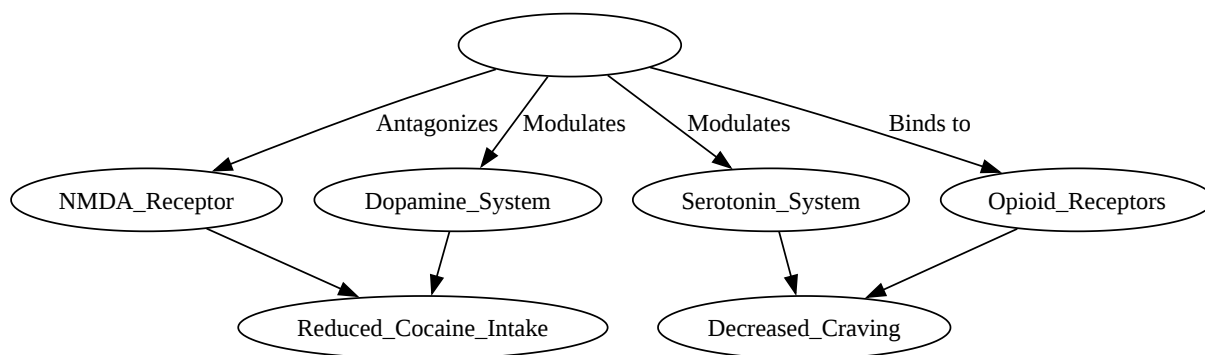 Antagonizes
Modulates
Modulates
Binds to
NMDA_Receptor
Dopamine_System
Serotonin_System
Opioid_Receptors
Reduced_Cocaine_Intake
Decreased_Craving